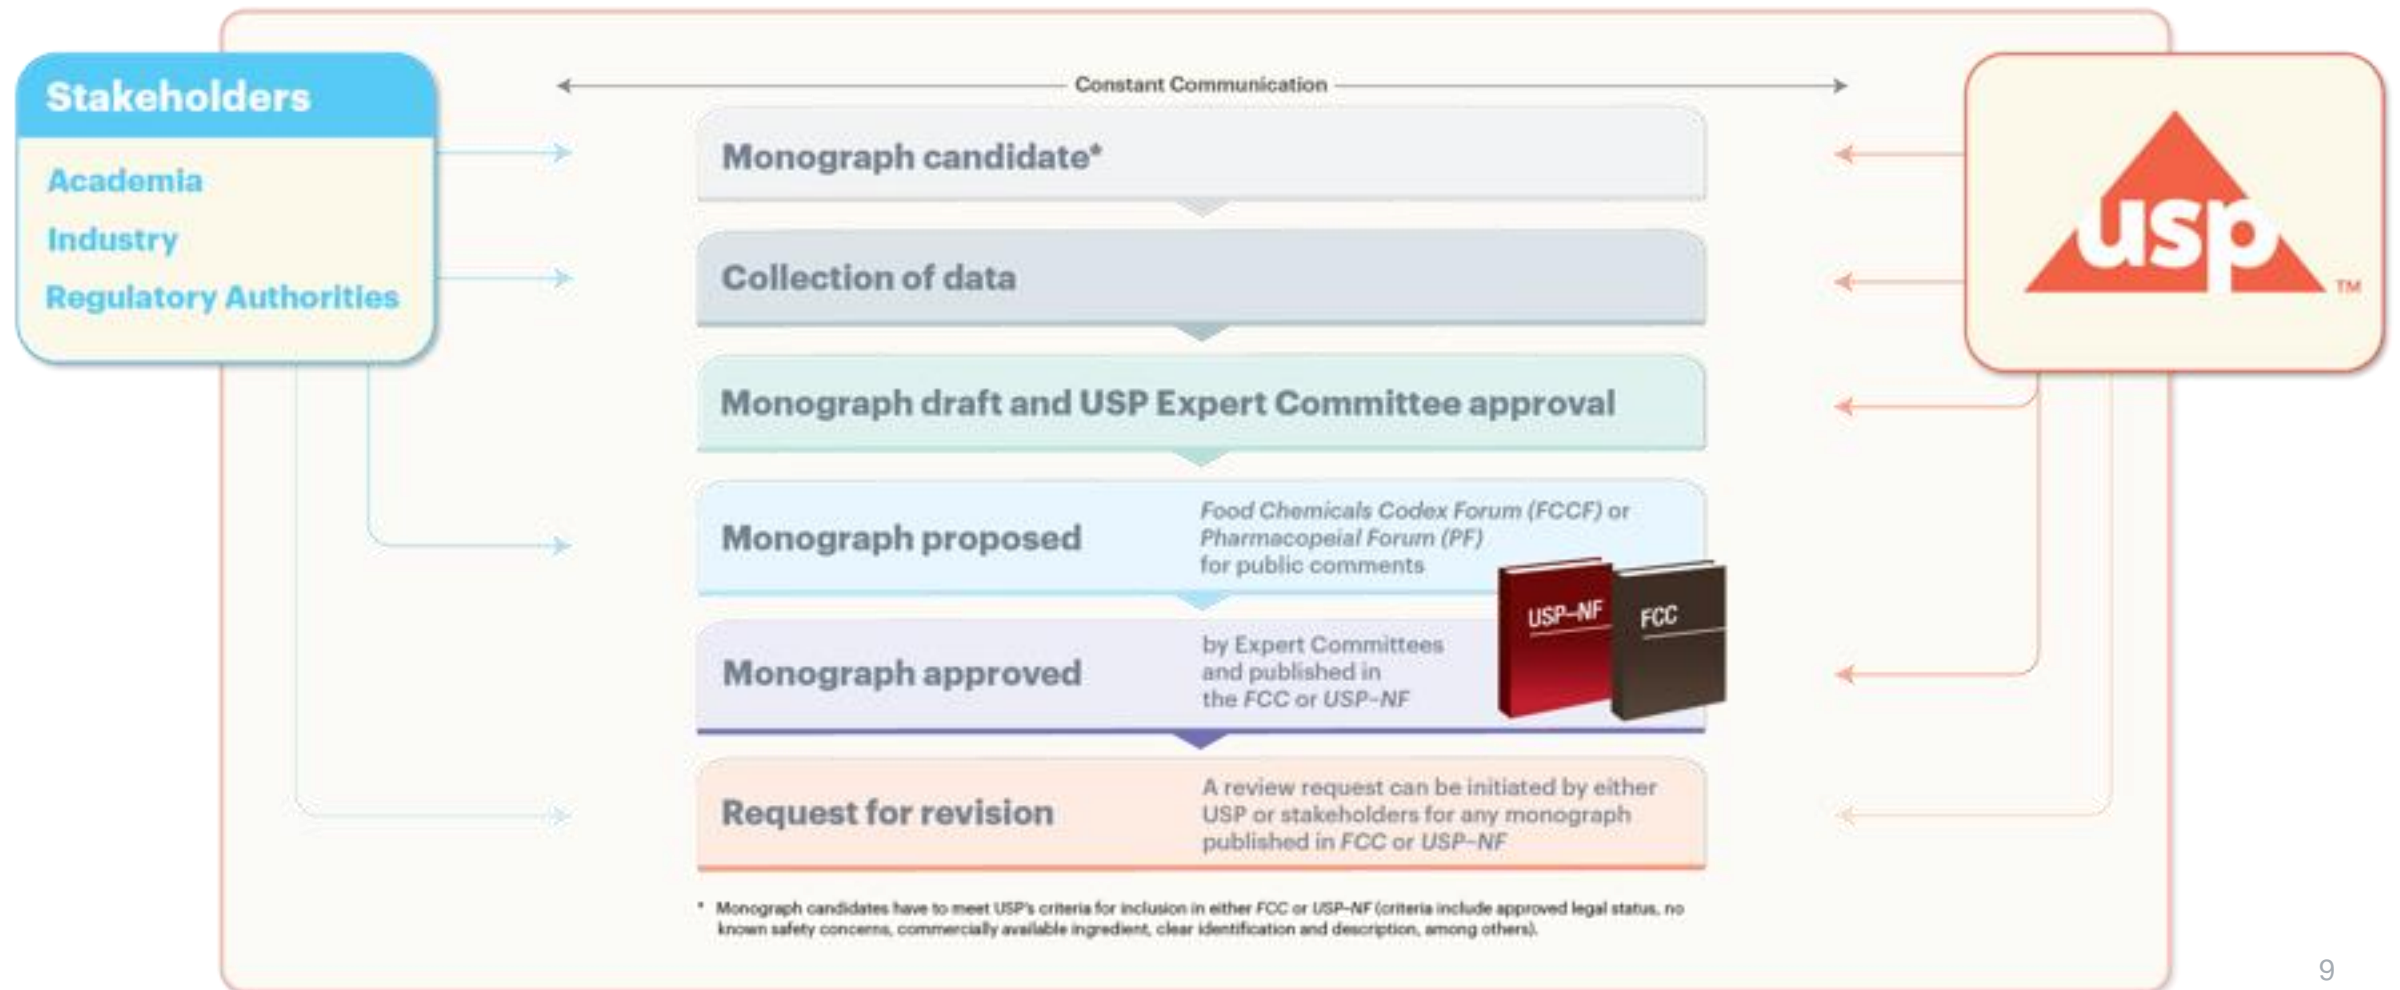 Stakeholders
Academia
Industry
Regulatory Authorities
Constant Communication
usp
TM
Monograph candidate*
Collection of data
Monograph draft and USP Expert Committee approval
Monograph proposed
Food Chemicals Codex Forum (FCCF) or
Pharmacopeial Forum (PF)
for public comments
USP–NF
FCC
Monograph approved
by Expert Committees
and published in
the FCC or USP–NF
Request for revision
A review request can be initiated by either
USP or stakeholders for any monograph
published in FCC or USP–NF
* Monograph candidates have to meet USP's criteria for inclusion in either FCC or USP–NF (criteria include approved legal status, no
known safety concerns, commercially available ingredient, clear identification and description, among others).
9